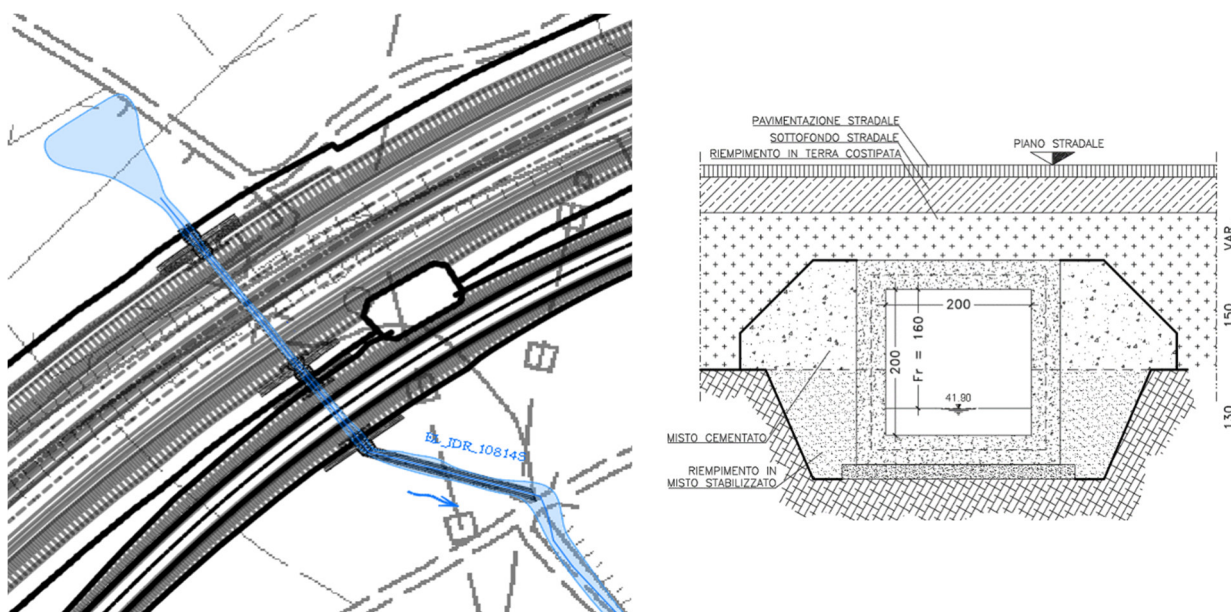 EL_IDR_108143
PAVIMENTAZIONE STRADALE
SOTTOFONDO STRADALE
RIEMPIMENTO IN TERRA COSTIPATA
PIANO STRADALE
VAR
200
200
Fr = 160
150
41.90
130
MISTO CEMENTATO
RIEMPIMENTO IN
MISTO STABILIZZATO